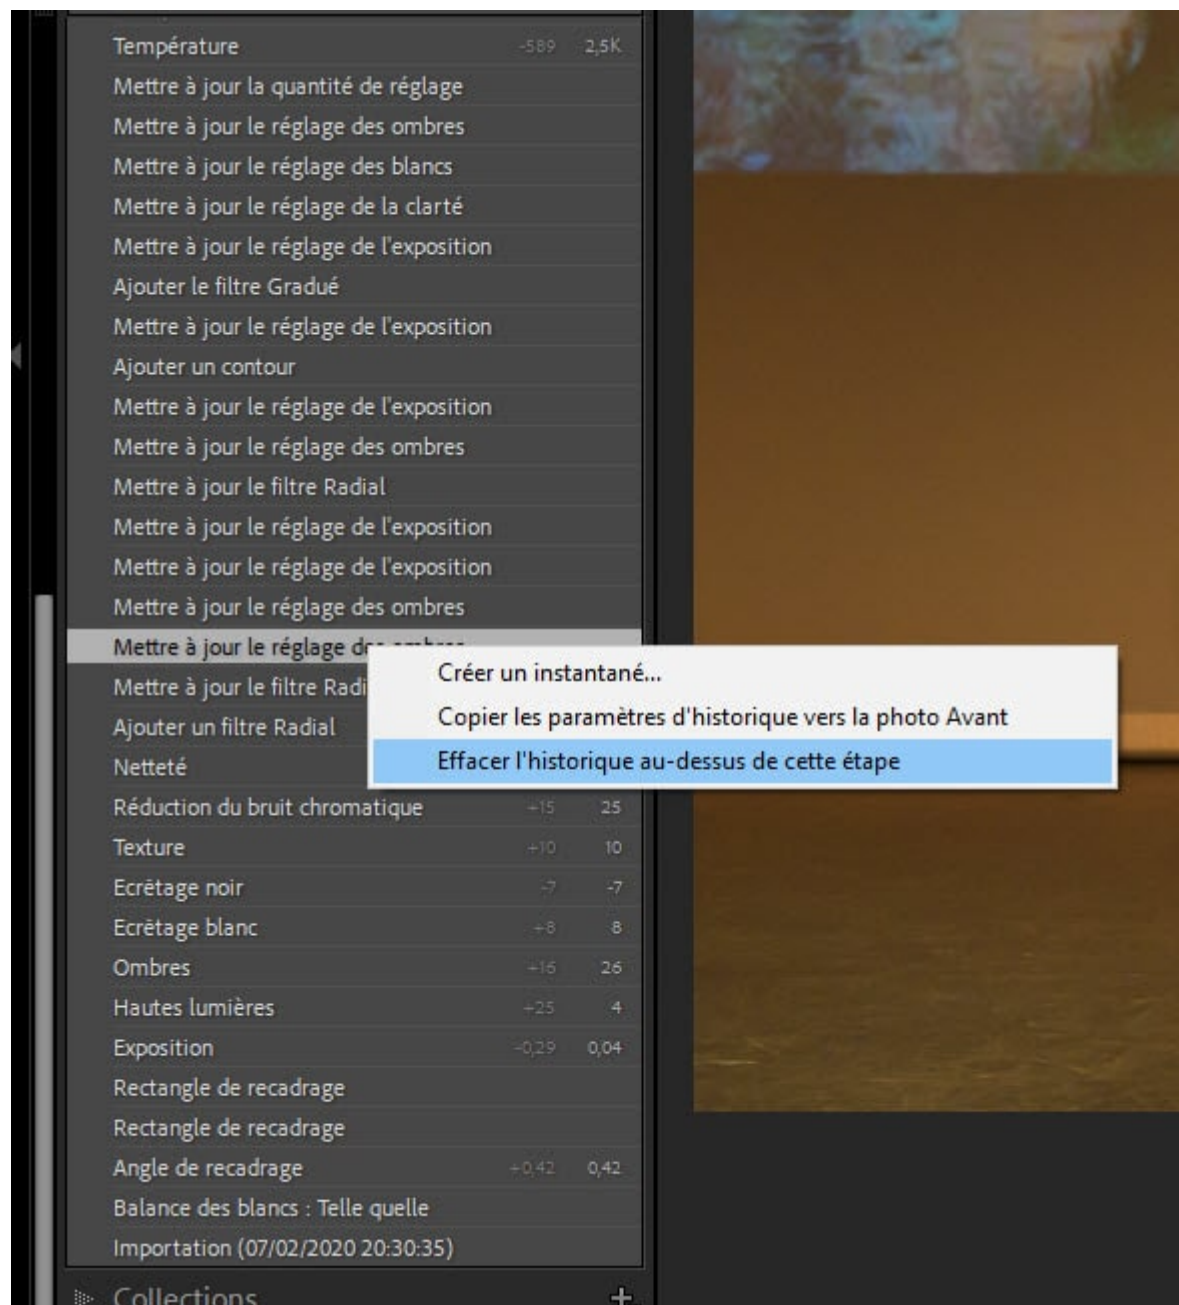 Température -589 2,5K
Mettre à jour la quantité de réglage
Mettre à jour le réglage des ombres
Mettre à jour le réglage des blancs
Mettre à jour le réglage de la clarté
Mettre à jour le réglage de l'exposition
Ajouter le filtre Gradué
Mettre à jour le réglage de l'exposition
Ajouter un contour
Mettre à jour le réglage de l'exposition
Mettre à jour le réglage des ombres
Mettre à jour le filtre Radial
Mettre à jour le réglage de l'exposition
Mettre à jour le réglage de l'exposition
Mettre à jour le réglage des ombres
Mettre à jour le réglage des ombres
Créer un instantané...
Mettre à jour le filtre Radi
Copier les paramètres d'historique vers la photo Avant
Ajouter un filtre Radial
Effacer l'historique au-dessus de cette étape
Netteté
Réduction du bruit chromatique +15 25
Texture +10 10
Ecrêtage noir -7 -7
Ecrêtage blanc +8 8
Ombres +16 26
Hautes lumières +25 4
Exposition -0,29 0,04
Rectangle de recadrage
Rectangle de recadrage
Angle de recadrage +0,42 0,42
Balance des blancs : Telle quelle
Importation (07/02/2020 20:30:35)
Collections +